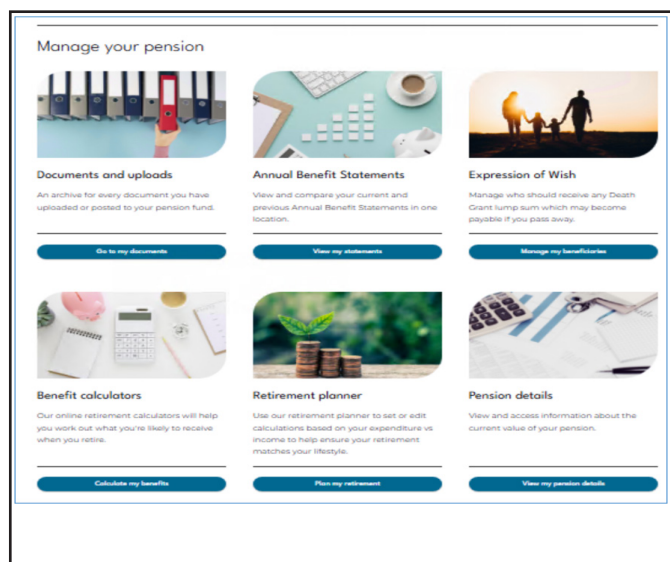 Manage your pension
Documents and uploads
An archive for every document you have
uploaded or posted to your pension fund.
Go to my documents
Annual Benefit Statements
View and compare your current and
previous Annual Benefit Statements in one
location.
View my statements
Expression of Wish
Manage who should receive any Death
Grant lump sum which may become
payable if you pass away.
Manage my beneficiaries
Benefit calculators
Our online retirement calculators will help
you work out what you're likely to receive
when you retire.
Calculate my benefits
Retirement planner
Use our retirement planner to set or edit
calculations based on your expenditure vs
income to help ensure your retirement
matches your lifestyle.
Plan my retirement
Pension details
View and access information about the
current value of your pension.
View my pension details